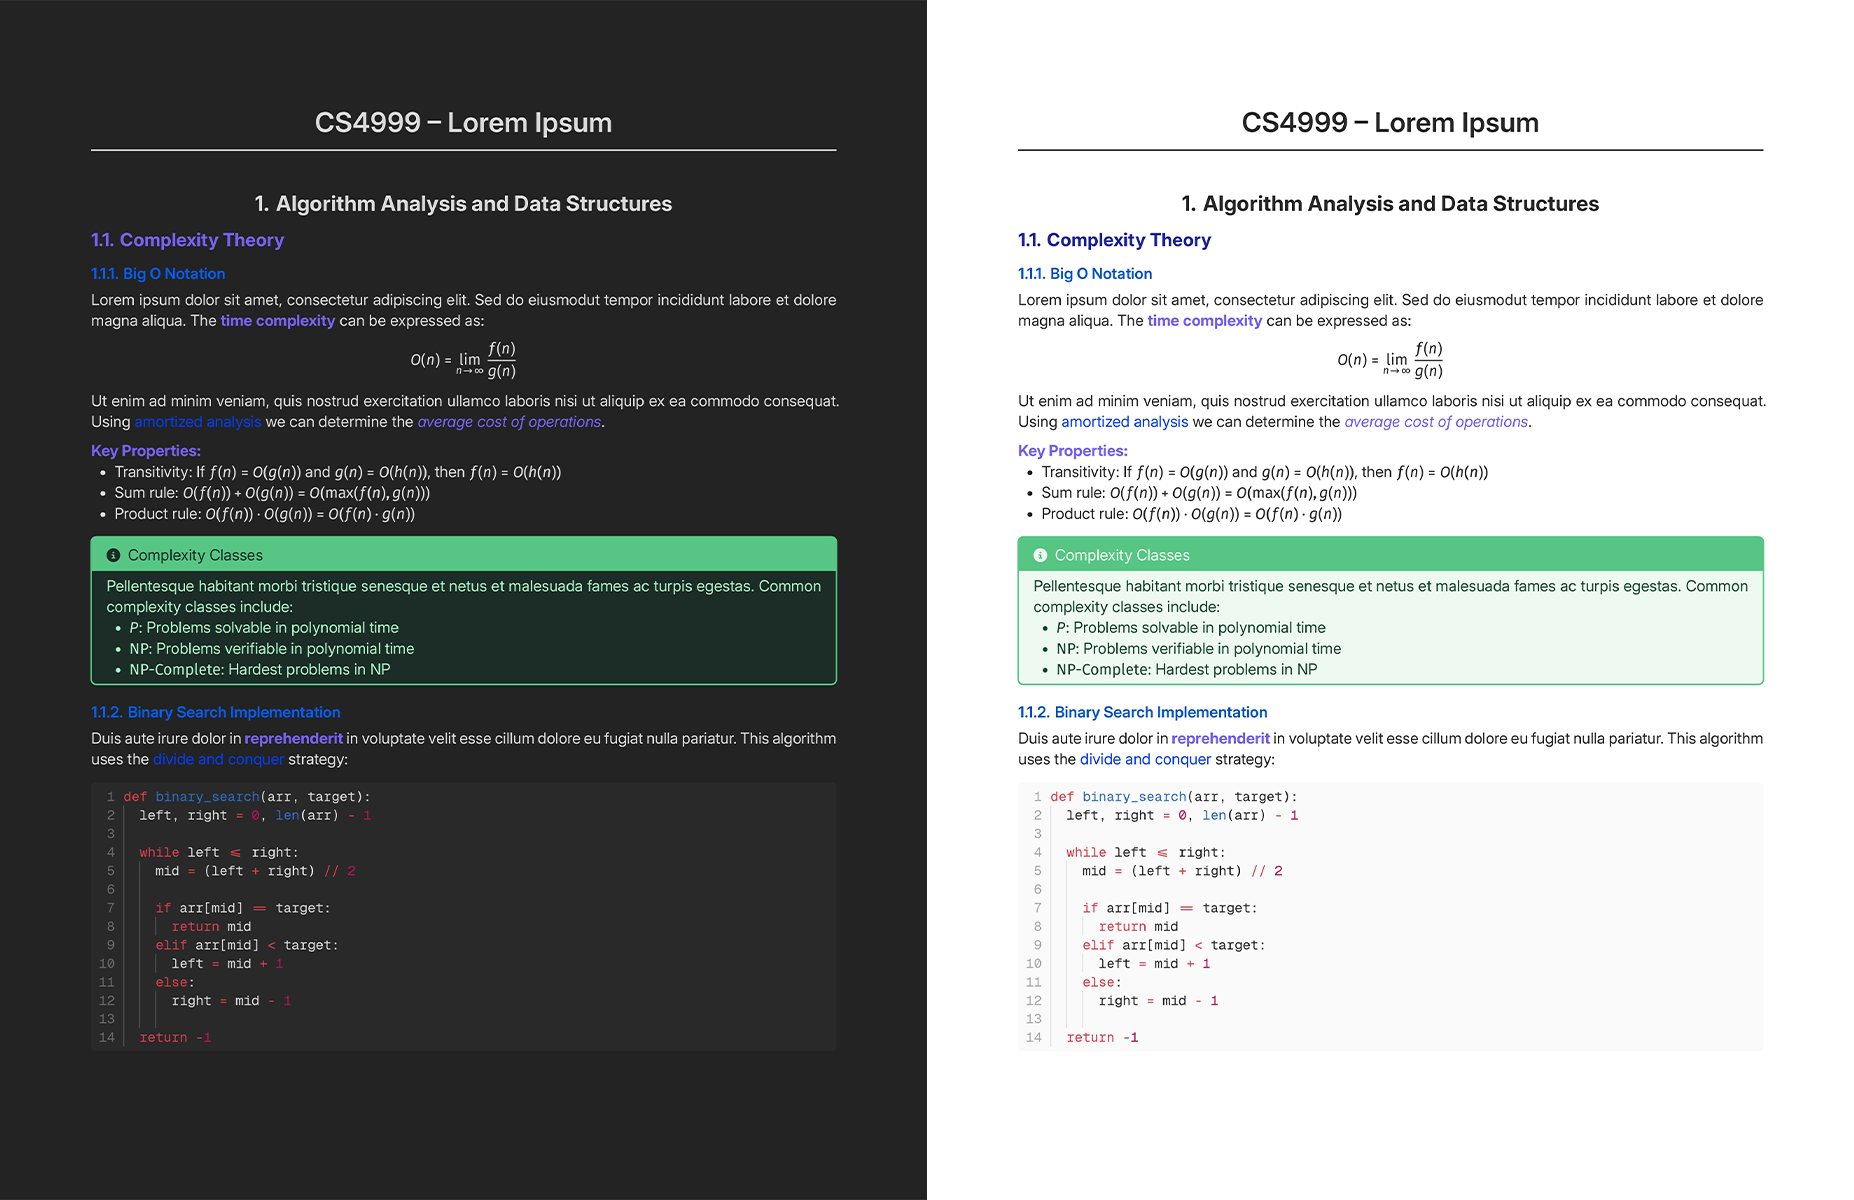 CS4999 – Lorem Ipsum
1. Algorithm Analysis and Data Structures
1.1. Complexity Theory
1.1.1. Big O Notation
Lorem ipsum dolor sit amet, consectetur adipiscing elit. Sed do eiusmodut tempor incididunt labore et dolore
magna aliqua. The time complexity can be expressed as:
O(n) = lim n→∞ f(n)/g(n)
Ut enim ad minim veniam, quis nostrud exercitation ullamco laboris nisi ut aliquip ex ea commodo consequat.
Using amortized analysis we can determine the average cost of operations.
Key Properties:
• Transitivity: If f(n) = O(g(n)) and g(n) = O(h(n)), then f(n) = O(h(n))
• Sum rule: O(f(n)) + O(g(n)) = O(max(f(n), g(n)))
• Product rule: O(f(n)) · O(g(n)) = O(f(n) · g(n))
Complexity Classes
Pellentesque habitant morbi tristique senesque et netus et malesuada fames ac turpis egestas. Common
complexity classes include:
• P: Problems solvable in polynomial time
• NP: Problems verifiable in polynomial time
• NP-Complete: Hardest problems in NP
1.1.2. Binary Search Implementation
Duis aute irure dolor in reprehenderit in voluptate velit esse cillum dolore eu fugiat nulla pariatur. This algorithm
uses the divide and conquer strategy:
1 def binary_search(arr, target):
2 left, right = 0, len(arr) - 1
3
4 while left <= right:
5 mid = (left + right) // 2
6
7 if arr[mid] == target:
8 return mid
9 elif arr[mid] < target:
10 left = mid + 1
11 else:
12 right = mid - 1
13
14 return -1
CS4999 – Lorem Ipsum
1. Algorithm Analysis and Data Structures
1.1. Complexity Theory
1.1.1. Big O Notation
Lorem ipsum dolor sit amet, consectetur adipiscing elit. Sed do eiusmodut tempor incididunt labore et dolore
magna aliqua. The time complexity can be expressed as:
O(n) = lim n→∞ f(n)/g(n)
Ut enim ad minim veniam, quis nostrud exercitation ullamco laboris nisi ut aliquip ex ea commodo consequat.
Using amortized analysis we can determine the average cost of operations.
Key Properties:
• Transitivity: If f(n) = O(g(n)) and g(n) = O(h(n)), then f(n) = O(h(n))
• Sum rule: O(f(n)) + O(g(n)) = O(max(f(n), g(n)))
• Product rule: O(f(n)) · O(g(n)) = O(f(n) · g(n))
Complexity Classes
Pellentesque habitant morbi tristique senesque et netus et malesuada fames ac turpis egestas. Common
complexity classes include:
• P: Problems solvable in polynomial time
• NP: Problems verifiable in polynomial time
• NP-Complete: Hardest problems in NP
1.1.2. Binary Search Implementation
Duis aute irure dolor in reprehenderit in voluptate velit esse cillum dolore eu fugiat nulla pariatur. This algorithm
uses the divide and conquer strategy:
1 def binary_search(arr, target):
2 left, right = 0, len(arr) - 1
3
4 while left <= right:
5 mid = (left + right) // 2
6
7 if arr[mid] == target:
8 return mid
9 elif arr[mid] < target:
10 left = mid + 1
11 else:
12 right = mid - 1
13
14 return -1